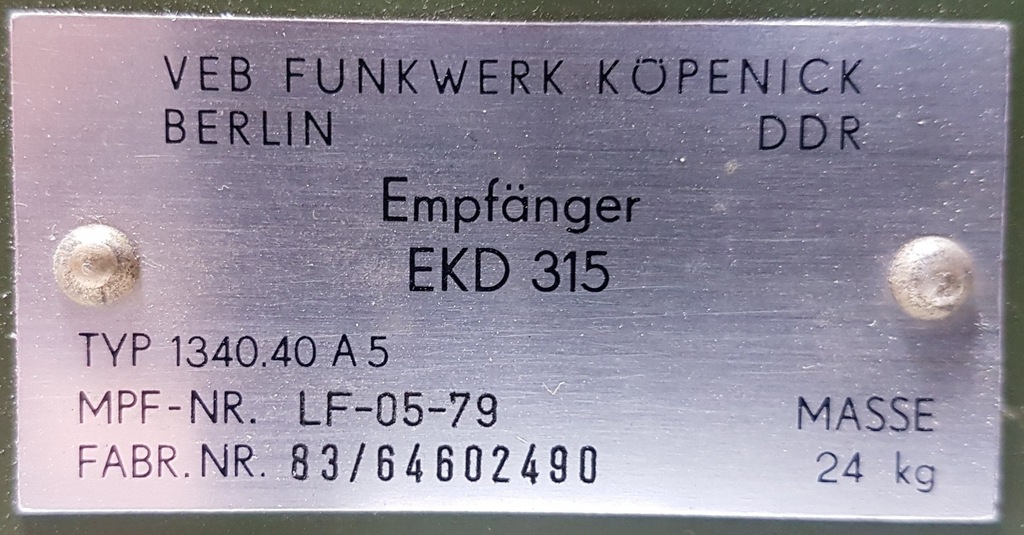 VEB FUNKWERK KÖPENICK
BERLIN DDR
Empfänger
EKD 315
TYP 1340.40 A 5
MPF-NR. LF-05-79 MASSE
FABR.NR. 83/64602490 24 kg